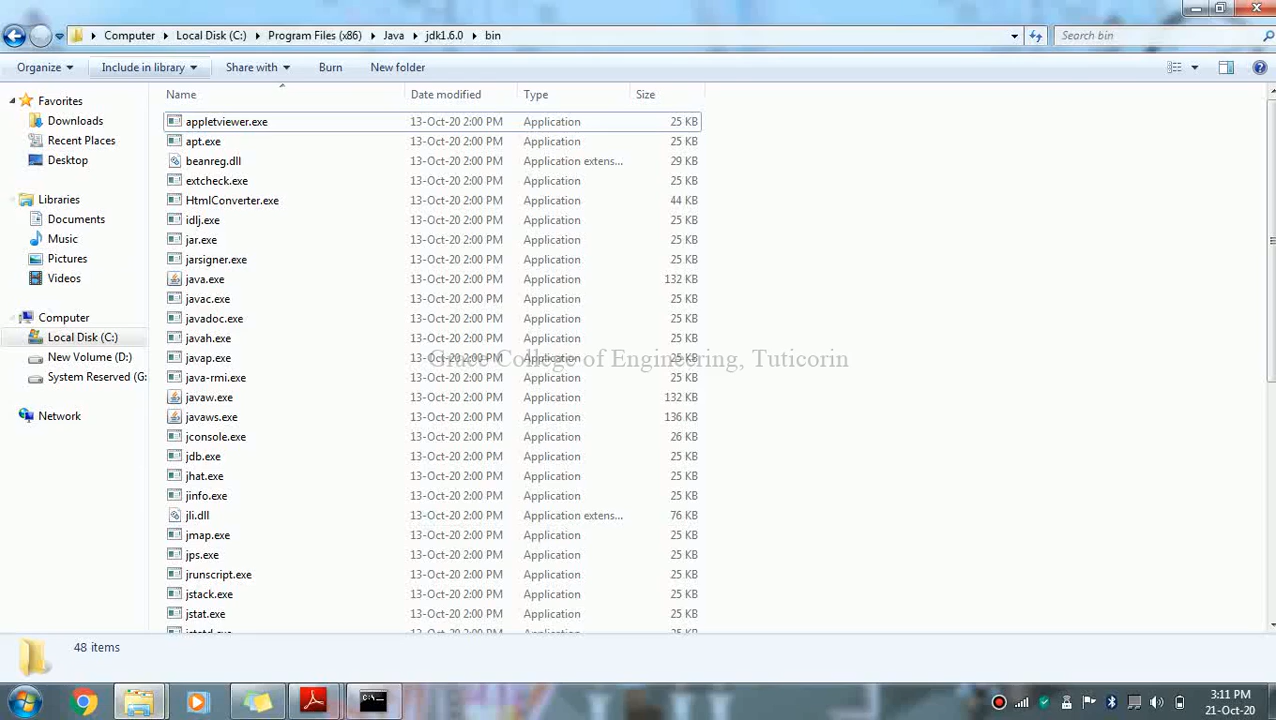 Computer Local Disk (C:) Program Files (x86) Java jdk1.6.0 bin Search bin
Organize Include in library Share with Burn New folder
Favorites
Downloads
Recent Places
Desktop
Libraries
Documents
Music
Pictures
Videos
Computer
Local Disk (C:)
New Volume (D:)
System Reserved (G:
Network
Name Date modified Type Size
appletviewer.exe 13-Oct-20 2:00 PM Application 25 KB
apt.exe 13-Oct-20 2:00 PM Application 25 KB
beanreg.dll 13-Oct-20 2:00 PM Application extens... 29 KB
extcheck.exe 13-Oct-20 2:00 PM Application 25 KB
HtmlConverter.exe 13-Oct-20 2:00 PM Application 44 KB
idlj.exe 13-Oct-20 2:00 PM Application 25 KB
jar.exe 13-Oct-20 2:00 PM Application 25 KB
jarsigner.exe 13-Oct-20 2:00 PM Application 25 KB
java.exe 13-Oct-20 2:00 PM Application 132 KB
javac.exe 13-Oct-20 2:00 PM Application 25 KB
javadoc.exe 13-Oct-20 2:00 PM Application 25 KB
javah.exe 13-Oct-20 2:00 PM Application 25 KB
javap.exe 13-Oct-20 2:00 PM Application 25 KB
Grace College of Engineering, Tuticorin
java-rmi.exe 13-Oct-20 2:00 PM Application 25 KB
javaw.exe 13-Oct-20 2:00 PM Application 132 KB
javaws.exe 13-Oct-20 2:00 PM Application 136 KB
jconsole.exe 13-Oct-20 2:00 PM Application 26 KB
jdb.exe 13-Oct-20 2:00 PM Application 25 KB
jhat.exe 13-Oct-20 2:00 PM Application 25 KB
jinfo.exe 13-Oct-20 2:00 PM Application 25 KB
jli.dll 13-Oct-20 2:00 PM Application extens... 76 KB
jmap.exe 13-Oct-20 2:00 PM Application 25 KB
jps.exe 13-Oct-20 2:00 PM Application 25 KB
jrunscript.exe 13-Oct-20 2:00 PM Application 25 KB
jstack.exe 13-Oct-20 2:00 PM Application 25 KB
jstat.exe 13-Oct-20 2:00 PM Application 25 KB
48 items
3:11 PM
21-Oct-20